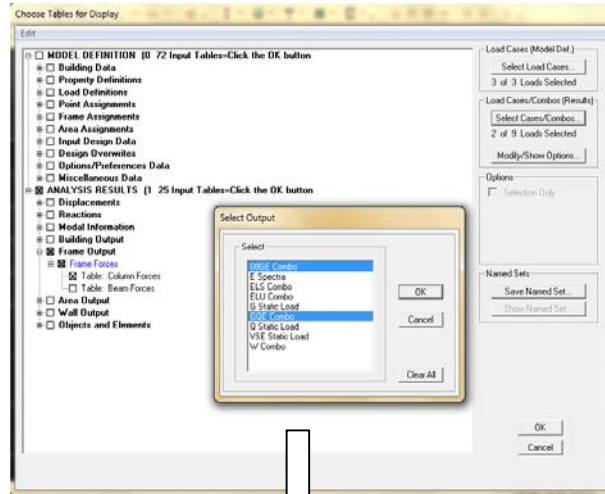 Choose Tables for Display
Edit
MODEL DEFINITION (0 72 Input Tables=Click the OK button
Building Data
Property Definitions
Load Definitions
Point Assignments
Frame Assignments
Area Assignments
Input Design Data
Design Overwrites
Options/Preferences Data
Miscellaneous Data
ANALYSIS RESULTS (1 25 Input Tables=Click the OK button
Displacements
Reactions
Modal Information
Building Output
Frame Output
Frame Forces
Table: Column Forces
Table: Beam Forces
Area Output
Wall Output
Objects and Elements
Load Cases (Model Def.)
Select Load Cases...
3 of 3 Loads Selected
Load Cases/Combos (Results)
Select Cases/Combos...
2 of 9 Loads Selected
Modify/Show Options...
Options
Selection Only
Named Sets
Save Named Set...
Show Named Set...
OK
Cancel
Select Output
Select
08GE Combo
E Spectra
ELS Combo
ELU Combo
G Static Load
GQE Combo
Q Static Load
VSE Static Load
W Combo
OK
Cancel
Clear All